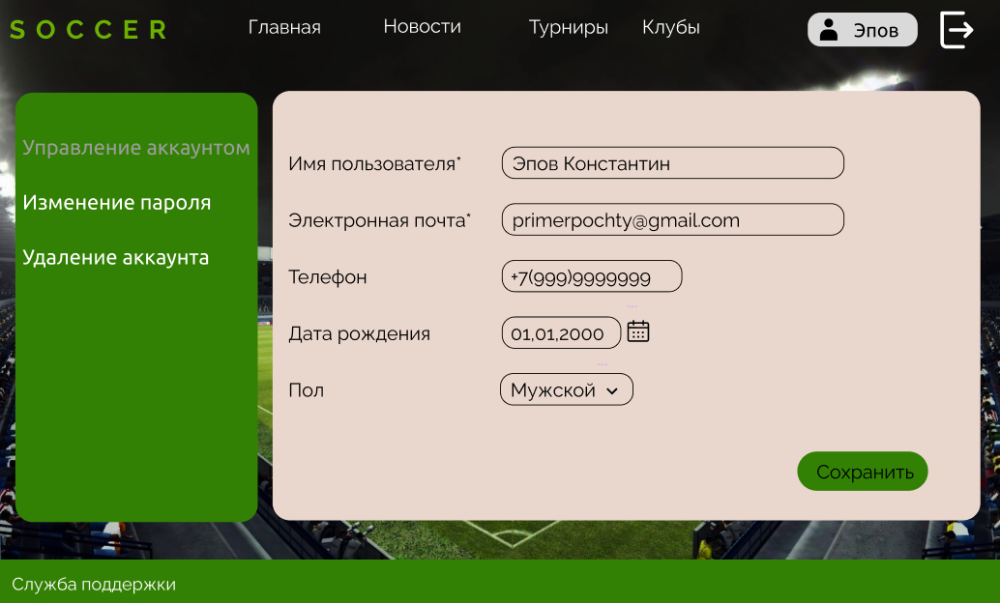 SOCCER Главная Новости Турниры Клубы Эпов
Управление аккаунтом
Изменение пароля
Удаление аккаунта
Имя пользователя* Эпов Константин
Электронная почта* primerpochty@gmail.com
Телефон +7(999)9999999
Дата рождения 01,01,2000
Пол Мужской
Сохранить
Служба поддержки